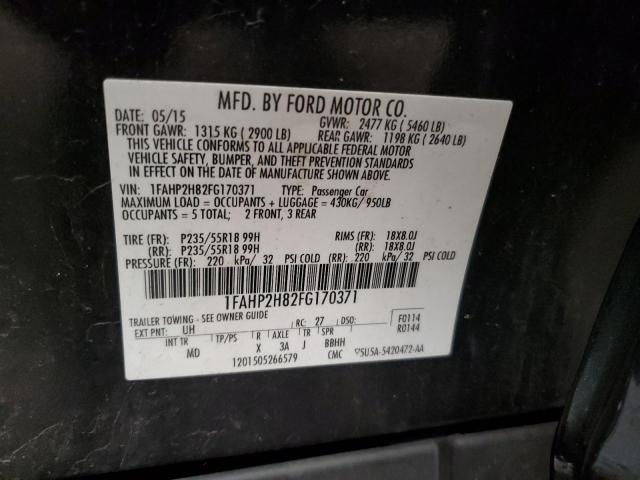 MFD. BY FORD MOTOR CO.
DATE: 05/15 GVWR: 2477 KG ( 5460 LB)
FRONT GAWR: 1315 KG ( 2900 LB) REAR GAWR: 1198 KG ( 2640 LB)
THIS VEHICLE CONFORMS TO ALL APPLICABLE FEDERAL MOTOR
VEHICLE SAFETY, BUMPER, AND THEFT PREVENTION STANDARDS
IN EFFECT ON THE DATE OF MANUFACTURE SHOWN ABOVE.
VIN: 1FAHP2H82FG170371 TYPE: Passenger Car
MAXIMUM LOAD = OCCUPANTS + LUGGAGE = 430KG/ 950LB
OCCUPANTS = 5 TOTAL; 2 FRONT, 3 REAR
TIRE (FR): P235/55R18 99H RIMS (FR): 18X8.0J
(RR): P235/55R18 99H (RR): 18X8.0J
PRESSURE (FR): 220 kPa/ 32 PSI COLD (RR): 220 kPa/ 32 PSI COLD
1FAHP2H82FG170371
TRAILER TOWING - SEE OWNER GUIDE
EXT PNT: UH RC: 27 DSO: F0114
R0144
INT TR TP/PS R AXLE TR SPR
MD X 3A J BBHH
1201505266579 CMC ▽5U5A-5420472-AA